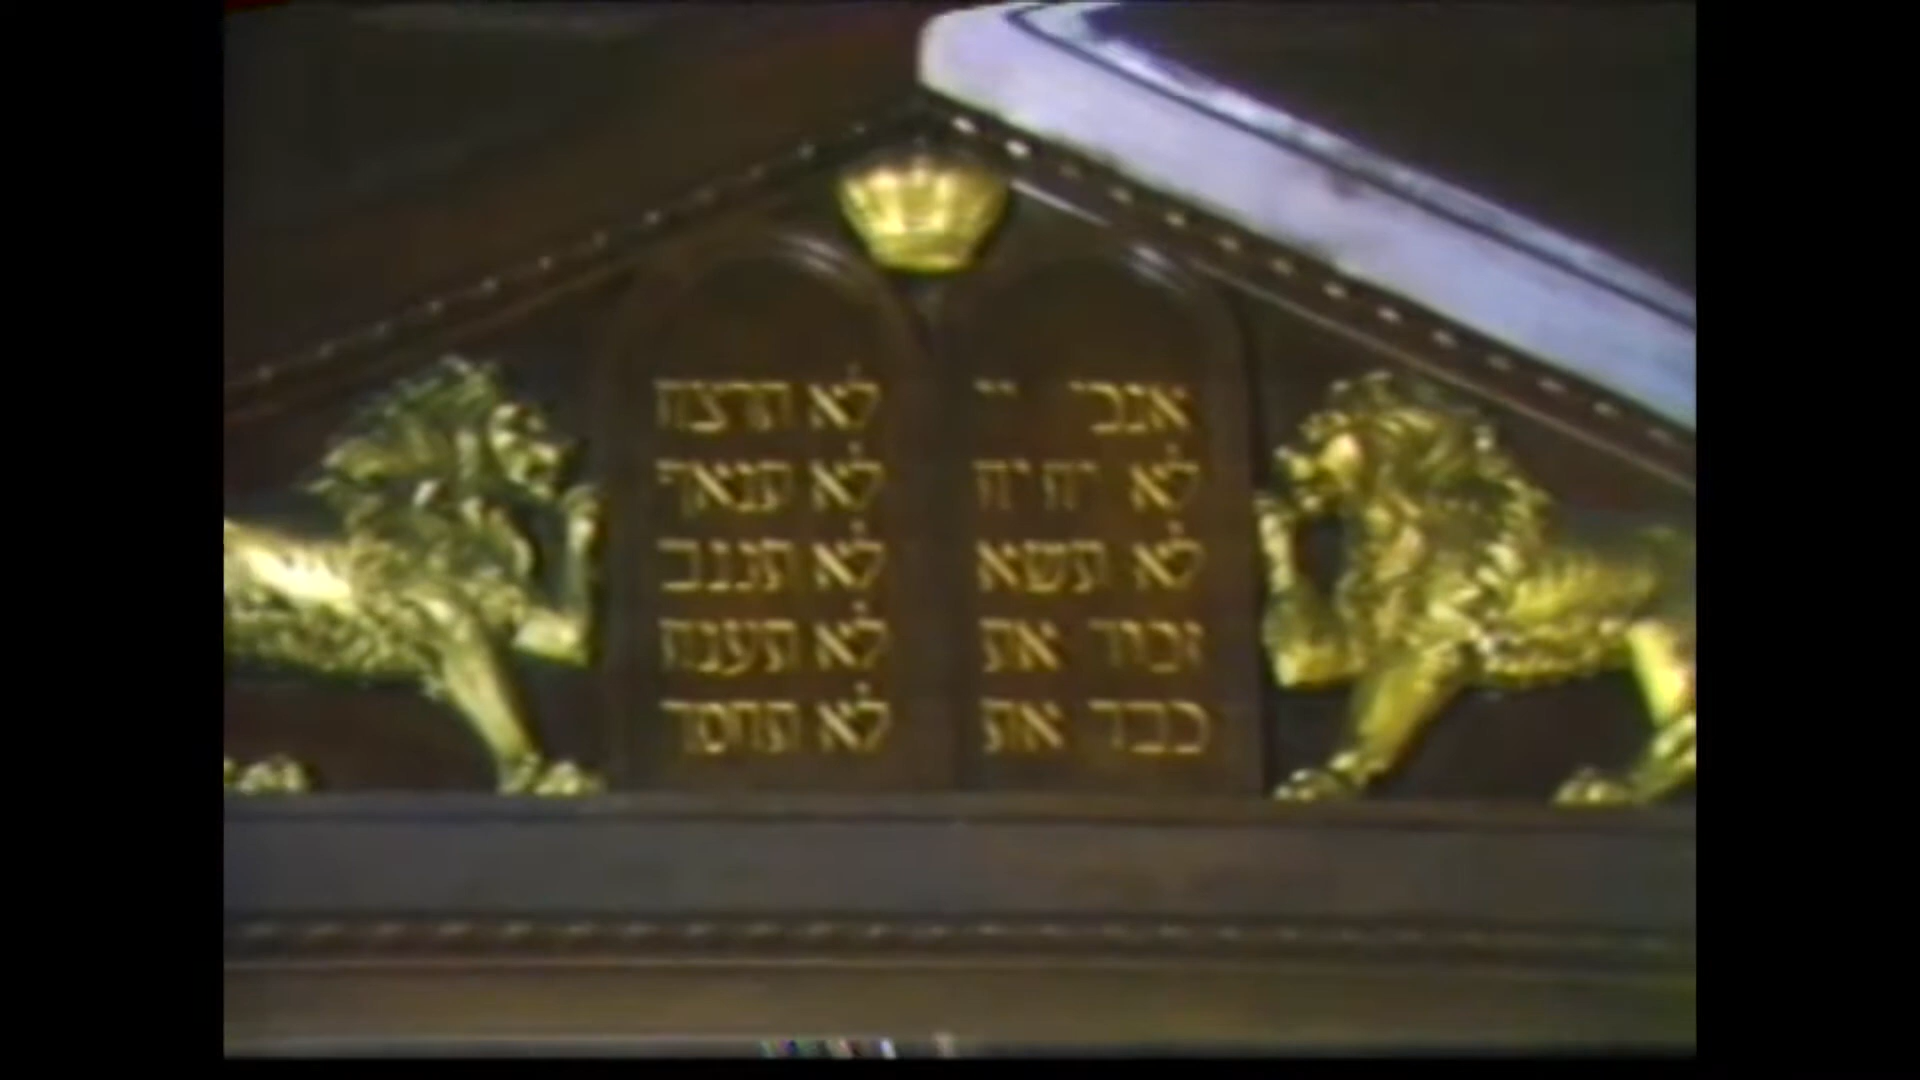 אנכי יי
לא יהיה
לא תשא
זכור את
כבד את
לא תרצח
לא תנאף
לא תגנב
לא תענה
לא תחמד